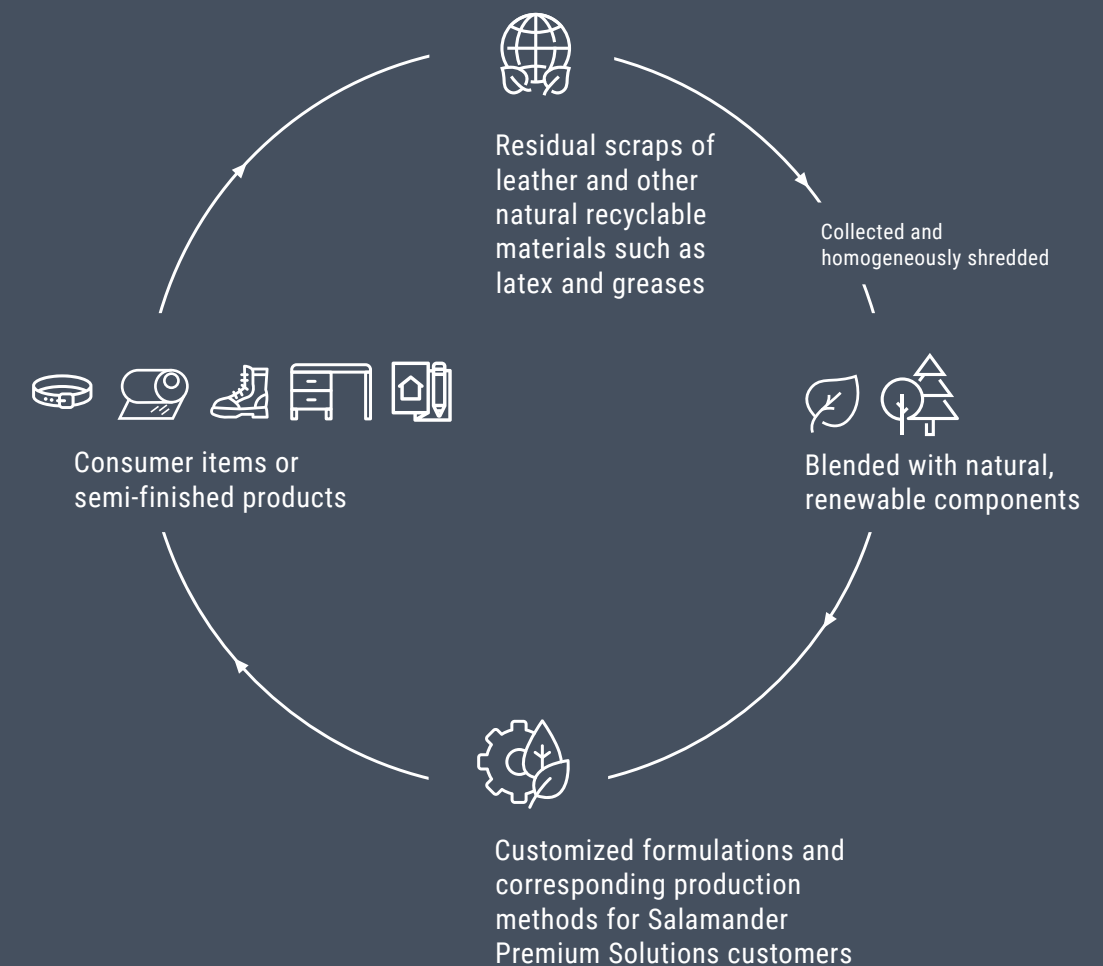 Residual scraps of
leather and other
natural recyclable
materials such as
latex and greases
Collected and
homogeneously shredded
Blended with natural,
renewable components
Customized formulations and
corresponding production
methods for Salamander
Premium Solutions customers
Consumer items or
semi-finished products